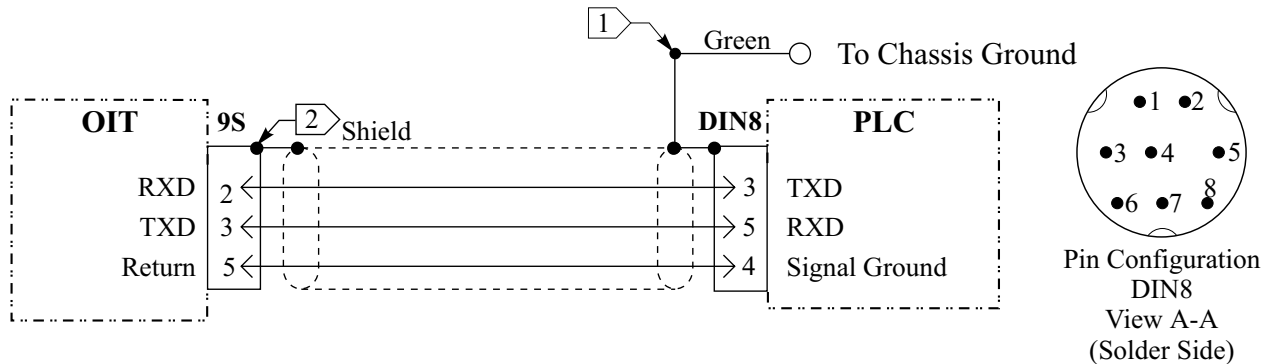 1
Green
To Chassis Ground
OIT
9S
2
Shield
DIN8
PLC
RXD
2
3
TXD
TXD
3
5
RXD
Return
5
4
Signal Ground
1
2
3
4
5
6
7
8
Pin Configuration
DIN8
View A-A
(Solder Side)